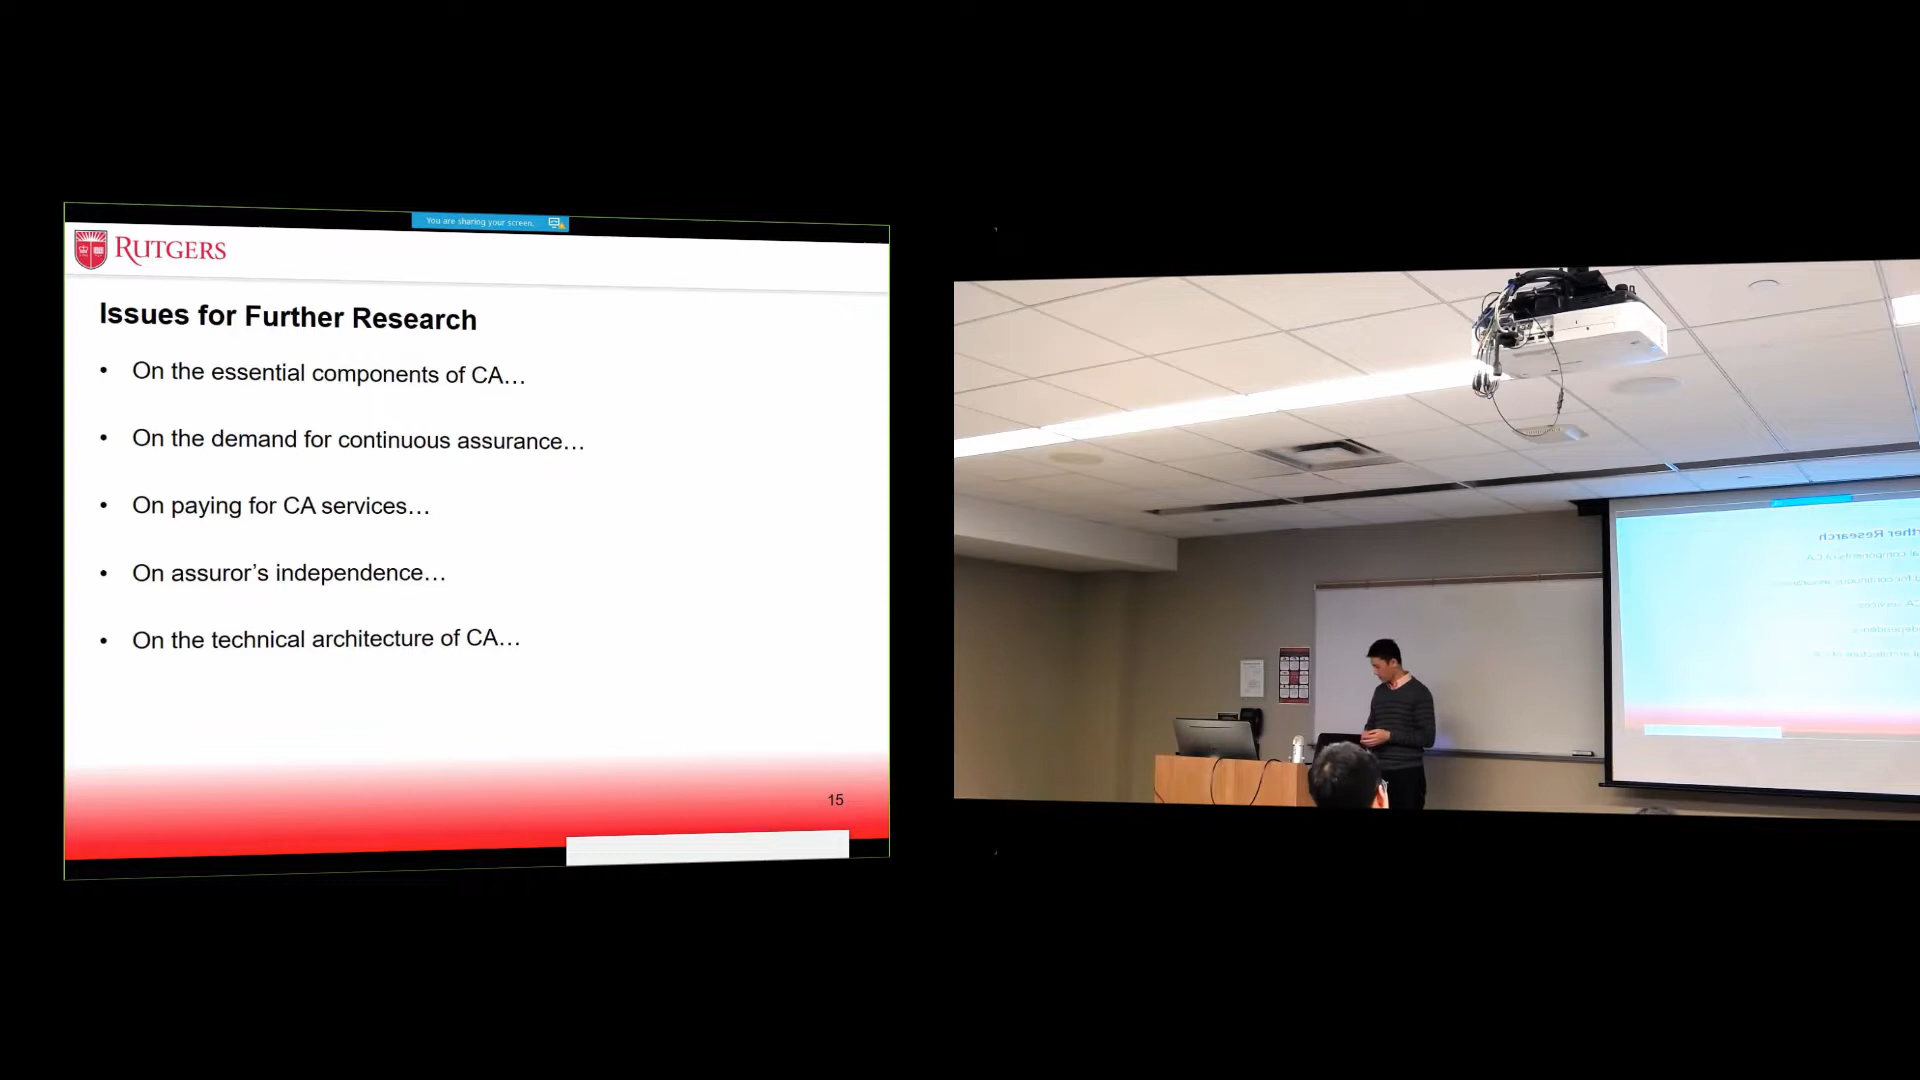 You are sharing your screen.
RUTGERS
Issues for Further Research
• On the essential components of CA…
• On the demand for continuous assurance…
• On paying for CA services…
• On assuror’s independence…
• On the technical architecture of CA…
15